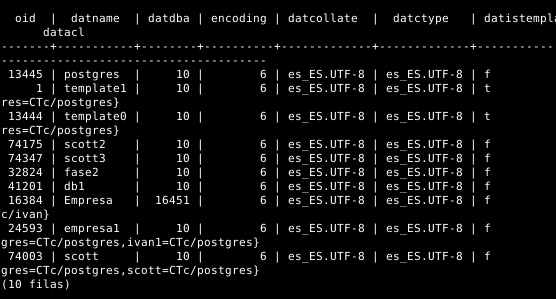 oid | datname | datdba | encoding | datcollate | datctype | datistempl
datacl
-------+-----------+--------+----------+-------------+-------------+-----------
--------------------------------------
13445 | postgres | 10 | 6 | es_ES.UTF-8 | es_ES.UTF-8 | f
1 | template1 | 10 | 6 | es_ES.UTF-8 | es_ES.UTF-8 | t
res=CTc/postgres}
13444 | template0 | 10 | 6 | es_ES.UTF-8 | es_ES.UTF-8 | t
res=CTc/postgres}
74175 | scott2 | 10 | 6 | es_ES.UTF-8 | es_ES.UTF-8 | f
74347 | scott3 | 10 | 6 | es_ES.UTF-8 | es_ES.UTF-8 | f
32824 | fase2 | 10 | 6 | es_ES.UTF-8 | es_ES.UTF-8 | f
41201 | db1 | 10 | 6 | es_ES.UTF-8 | es_ES.UTF-8 | f
16384 | Empresa | 16451 | 6 | es_ES.UTF-8 | es_ES.UTF-8 | f
c/ivan}
24593 | empresa1 | 10 | 6 | es_ES.UTF-8 | es_ES.UTF-8 | f
gres=CTc/postgres,ivan1=CTc/postgres}
74003 | scott | 10 | 6 | es_ES.UTF-8 | es_ES.UTF-8 | f
gres=CTc/postgres,scott=CTc/postgres}
(10 filas)